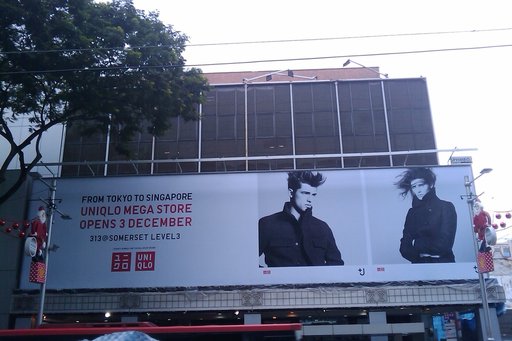 FROM TOKYO TO SINGAPORE
UNIQLO MEGA STORE
OPENS 3 DECEMBER
313@SOMERSET LEVEL3
ユニクロ
UNIQLO
+J